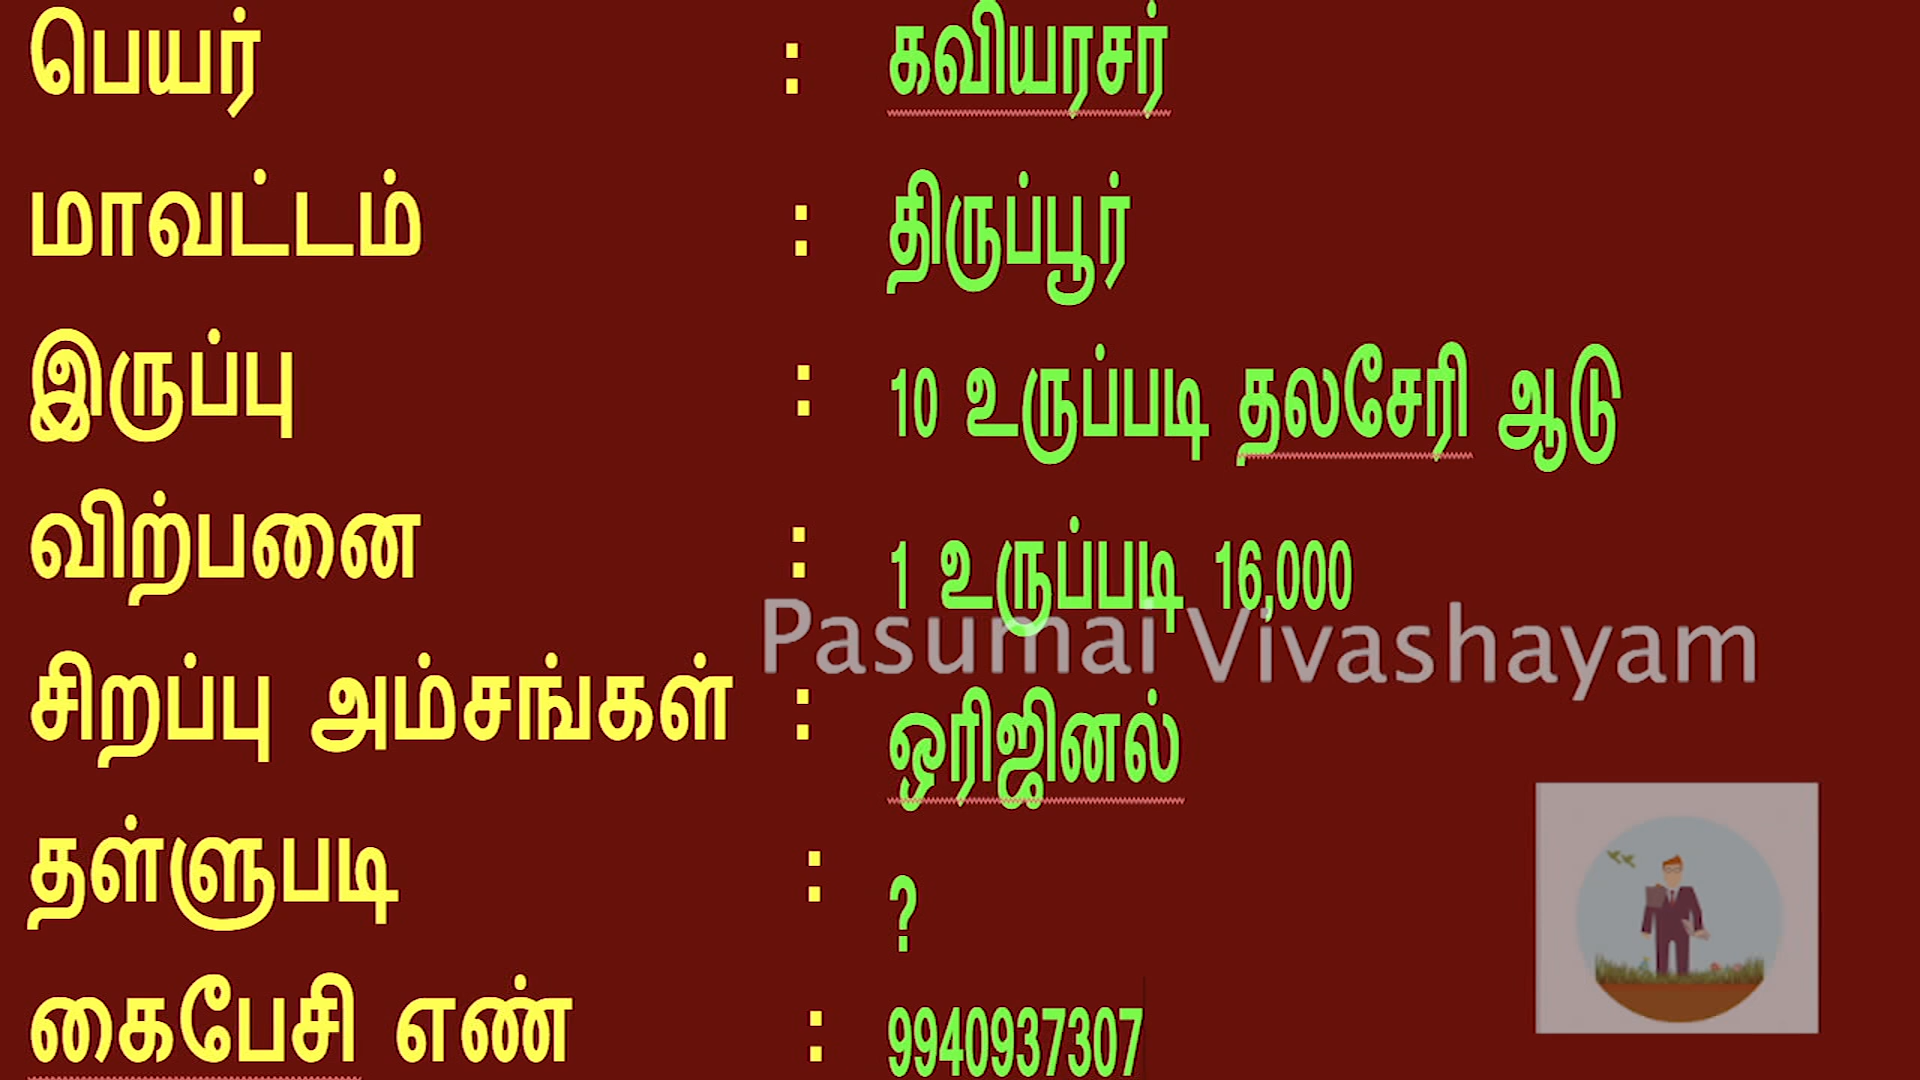 பெயர் : கவியரசர்
மாவட்டம் : திருப்பூர்
இருப்பு : 10 உருப்படி தலசேரி ஆடு
விற்பனை : 1 உருப்படி 16,000
Pasumai Vivashayam
சிறப்பு அம்சங்கள் : ஒரிஜினல்
தள்ளுபடி : ?
கைபேசி எண் : 9940937307